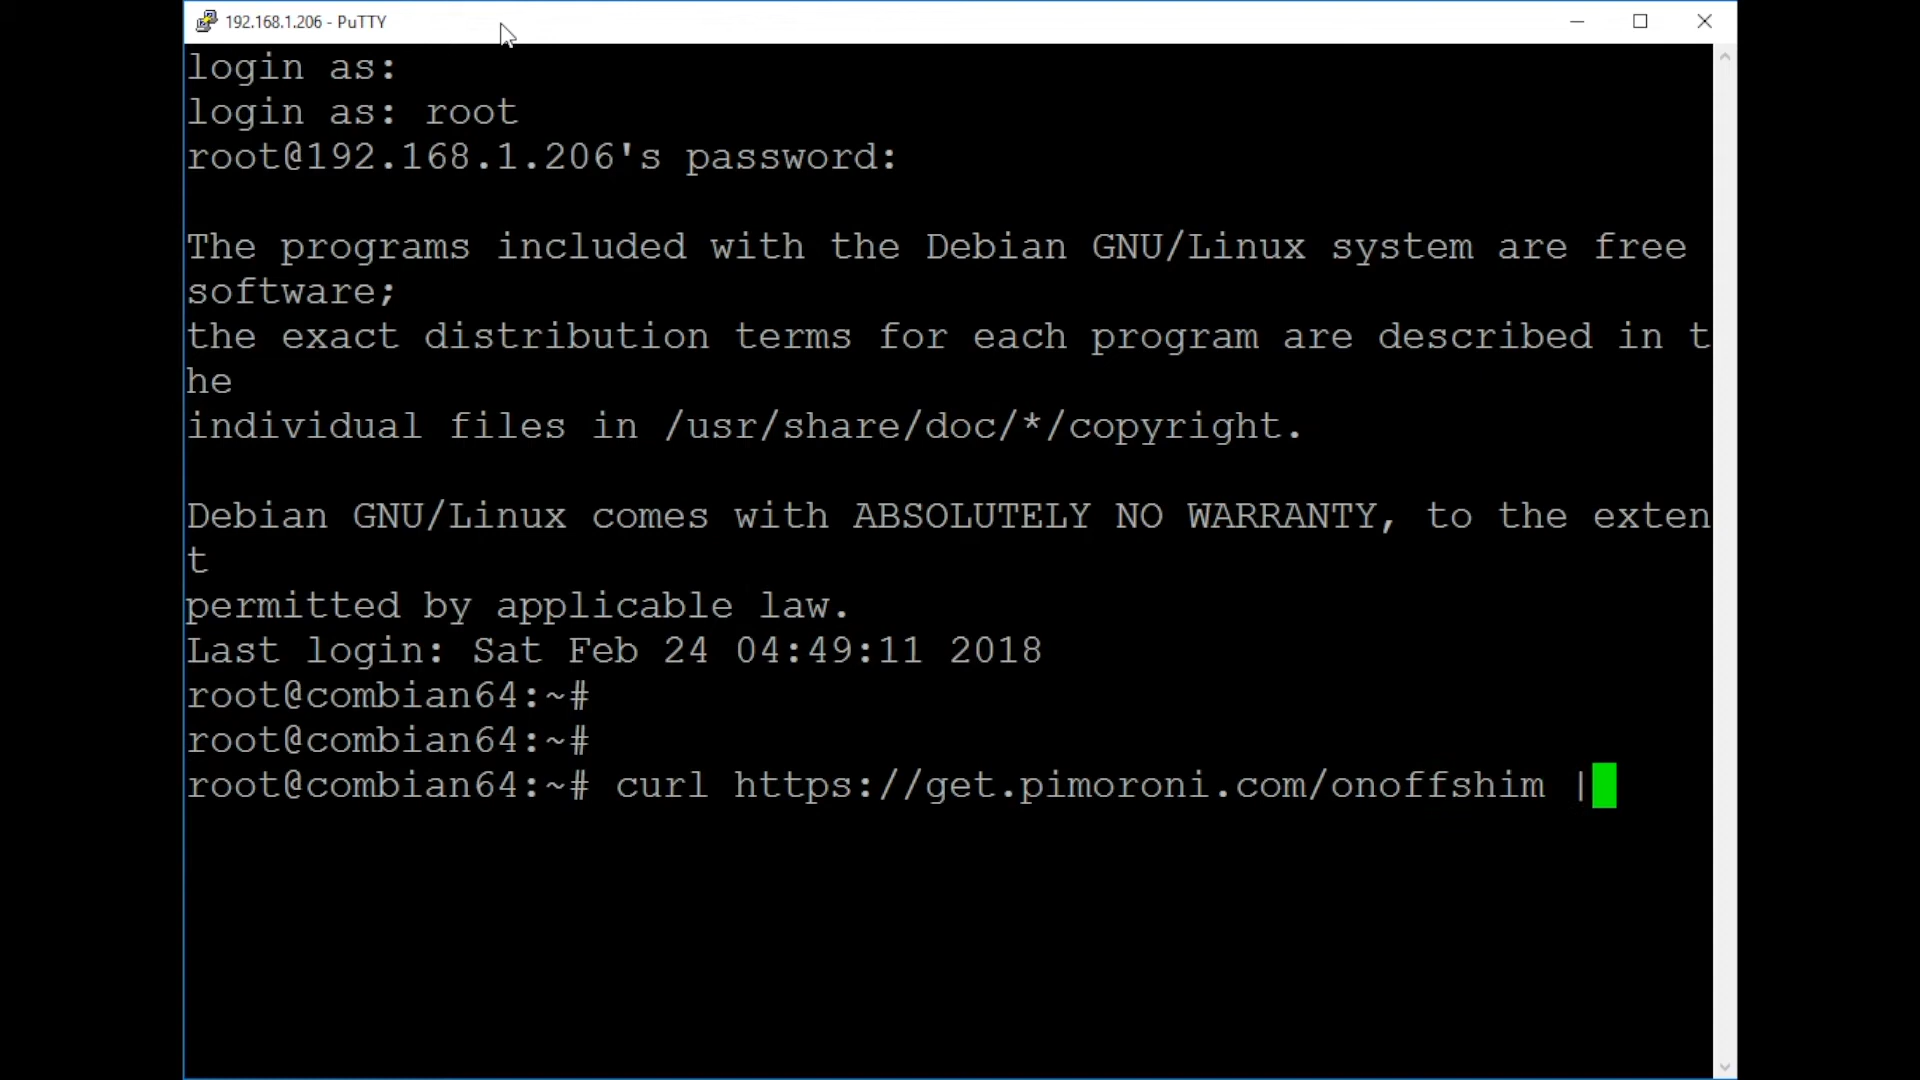 192.168.1.206 - PuTTY
login as:
login as: root
root@192.168.1.206's password:
The programs included with the Debian GNU/Linux system are free
software;
the exact distribution terms for each program are described in t
he
individual files in /usr/share/doc/*/copyright.
Debian GNU/Linux comes with ABSOLUTELY NO WARRANTY, to the exten
t
permitted by applicable law.
Last login: Sat Feb 24 04:49:11 2018
root@combian64:~#
root@combian64:~#
root@combian64:~# curl https://get.pimoroni.com/onoffshim |